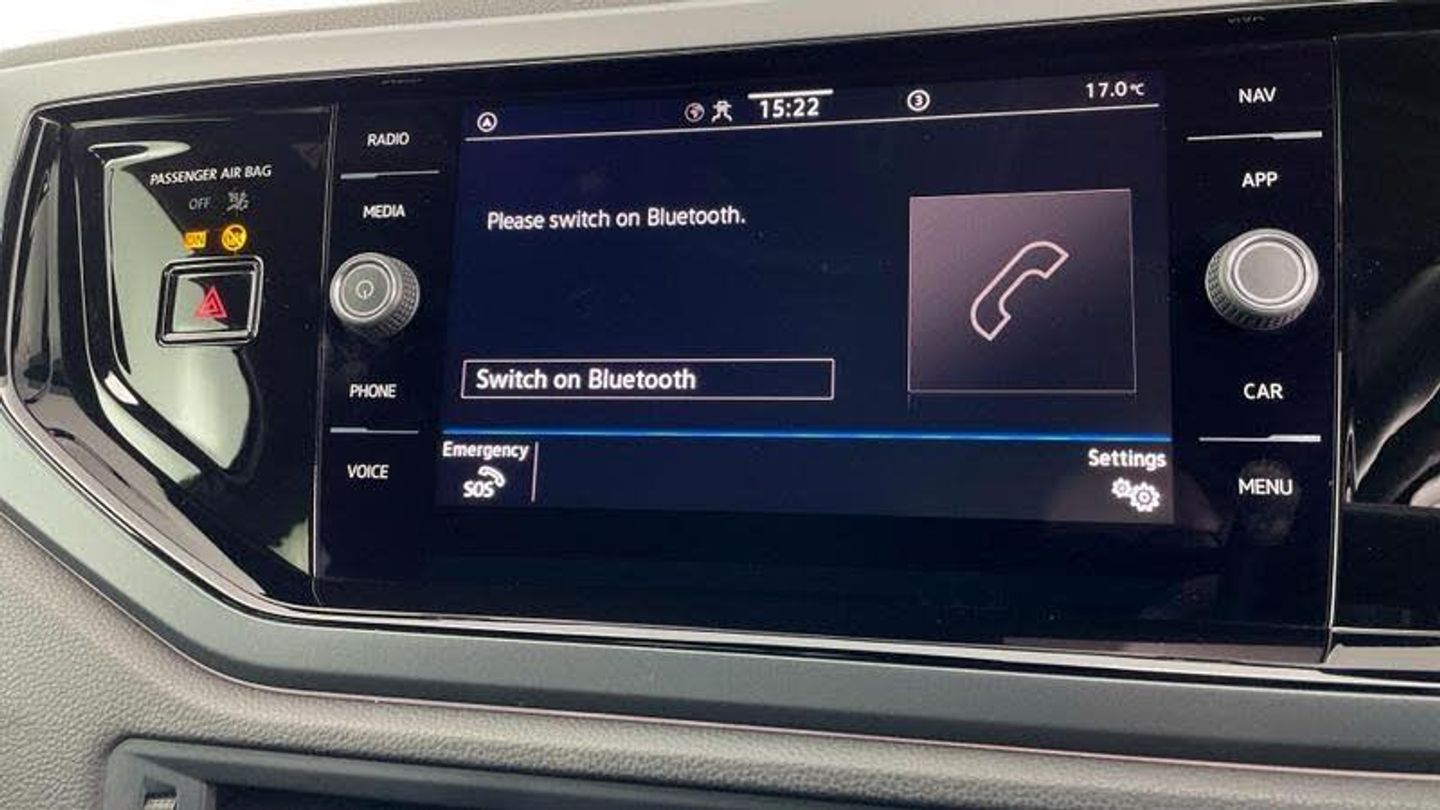 PASSENGER AIR BAG
OFF
ON
RADIO
MEDIA
PHONE
VOICE
15:22
3
17.0°C
Please switch on Bluetooth.
Switch on Bluetooth
Emergency
SOS
Settings
NAV
APP
CAR
MENU